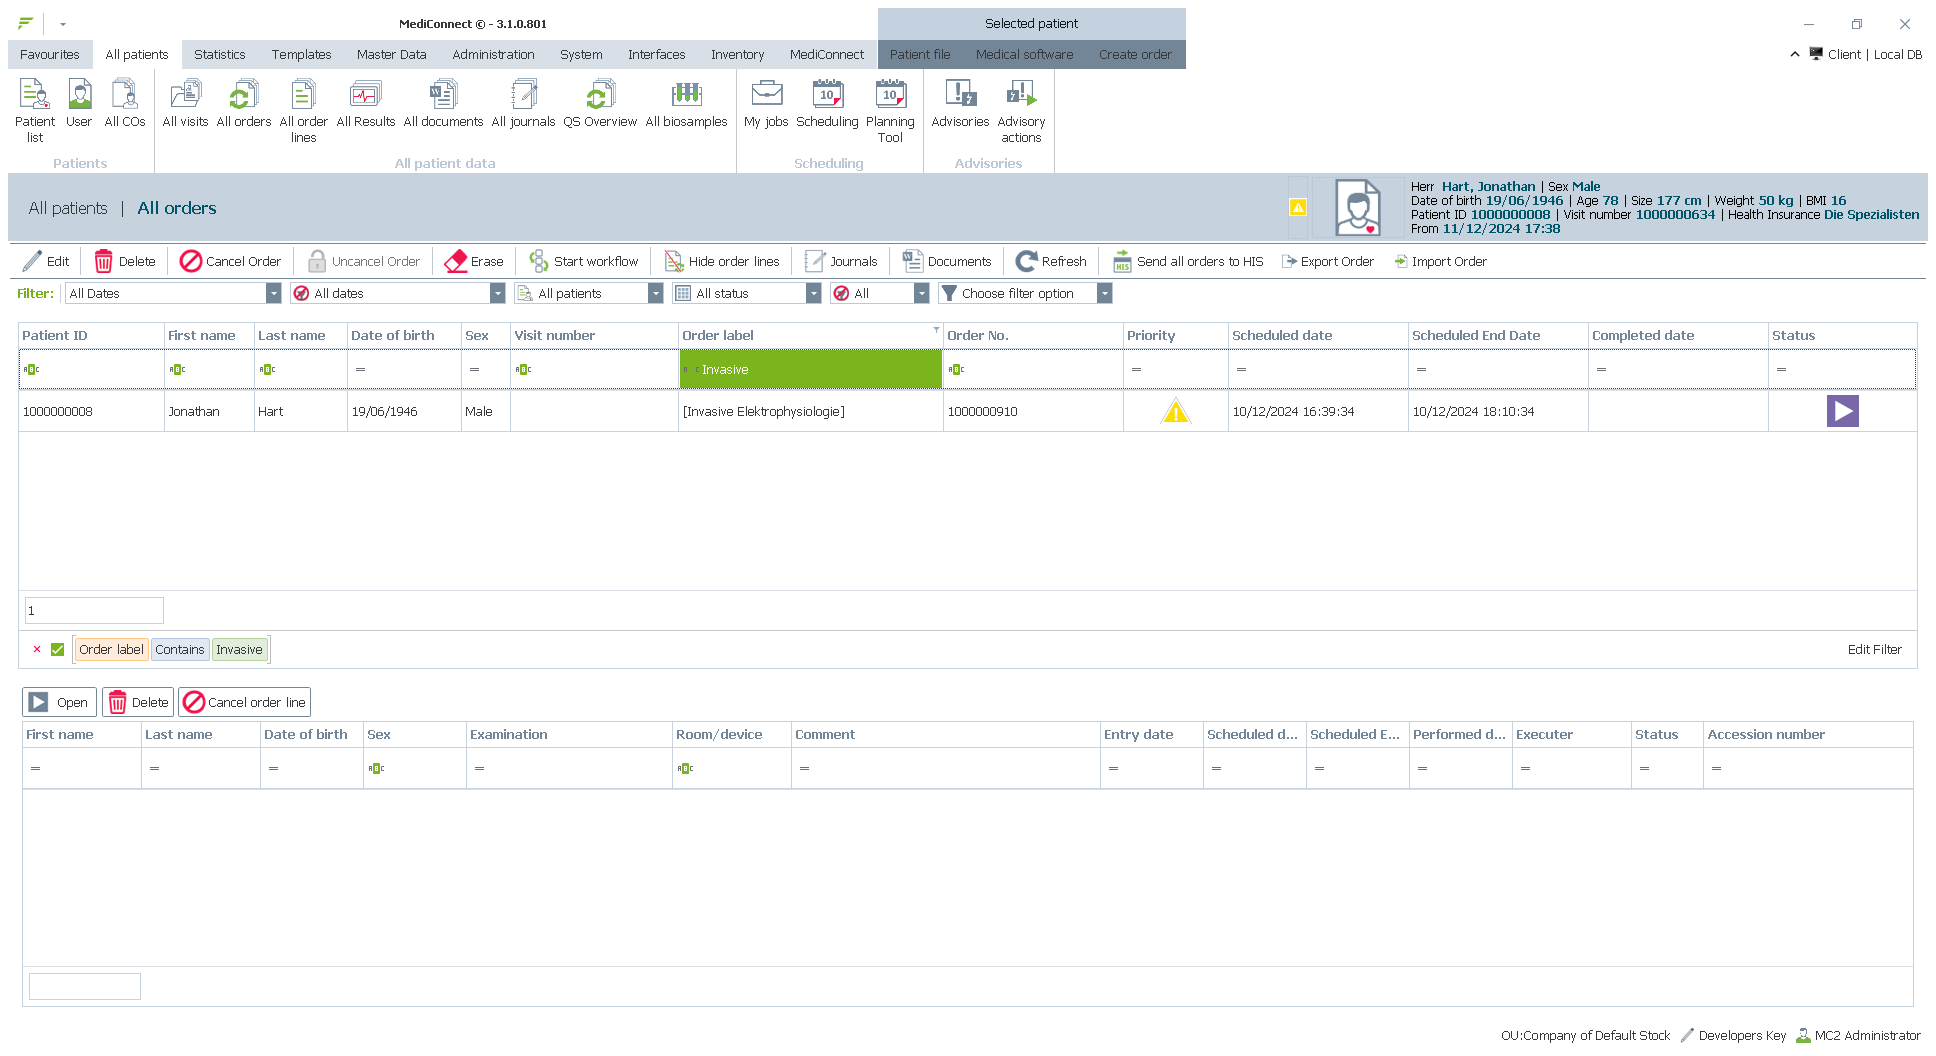 MediConnect © - 3.1.0.801
Selected patient
Favourites All patients Statistics Templates Master Data Administration System Interfaces Inventory MediConnect Patient file Medical software Create order
Client | Local DB
Patient list User All COs All visits All orders All order lines All Results All documents All journals QS Overview All biosamples My jobs Scheduling Planning Tool Advisories Advisory actions
Patients All patient data Scheduling Advisories
All patients | All orders
Herr Hart, Jonathan | Sex Male
Date of birth 19/06/1946 | Age 78 | Size 177 cm | Weight 50 kg | BMI 16
Patient ID 1000000008 | Visit number 1000000634 | Health Insurance Die Spezialisten
From 11/12/2024 17:38
Edit Delete Cancel Order Uncancel Order Erase Start workflow Hide order lines Journals Documents Refresh Send all orders to HIS Export Order Import Order
Filter: All Dates All dates All patients All status All Choose filter option
Patient ID First name Last name Date of birth Sex Visit number Order label Order No. Priority Scheduled date Scheduled End Date Completed date Status
ABC ABC ABC = = ABC Invasive ABC = = = = =
1000000008 Jonathan Hart 19/06/1946 Male [Invasive Elektrophysiologie] 1000000910 10/12/2024 16:39:34 10/12/2024 18:10:34
1
Order label Contains Invasive Edit Filter
Open Delete Cancel order line
First name Last name Date of birth Sex Examination Room/device Comment Entry date Scheduled d... Scheduled E... Performed d... Executer Status Accession number
= = = ABC = ABC = = = = = = = =
OU:Company of Default Stock Developers Key MC2 Administrator